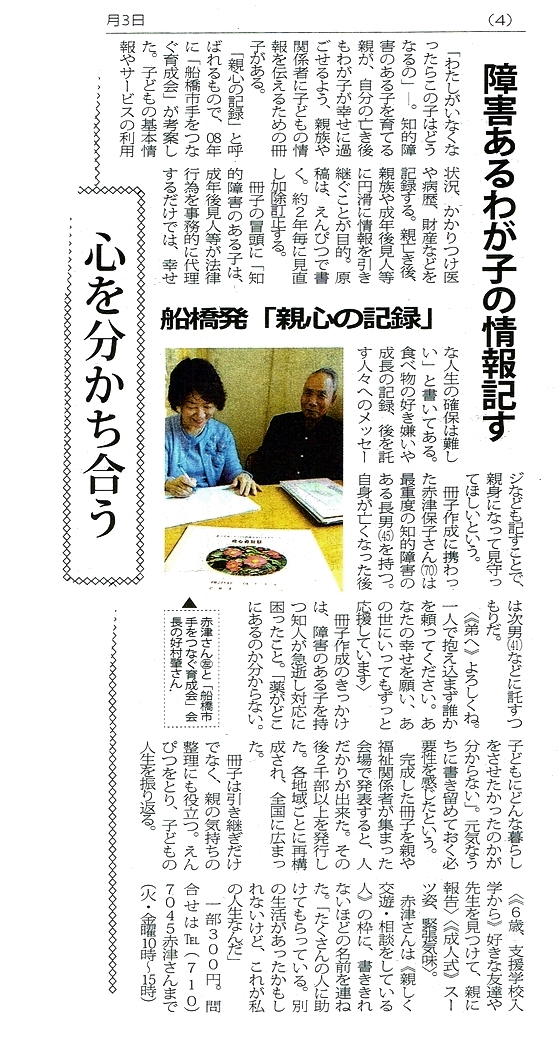 月3日
(4)
障害あるわが子の情報記す
船橋発「親心の記録」
心を分かち合う
「わたしがいなくな
ったらこの子はどう
なるの」―。知的障
害のある子を育てる
親が、自分の亡き後
もわが子が幸せに過
ごせるよう、親族や
関係者に子どもの情
報を伝えるための冊
子がある。
「親心の記録」と呼
ばれるもので、08年
に「船橋市手をつな
ぐ育成会」が考案し
た。子どもの基本情
報やサービスの利用
状況、かかりつけ医
や病歴、財産などを
記録する。親亡き後、
親族や成年後見人等
に円滑に情報を引き
継ぐことが目的。原
稿は、えんぴつで書
く。約2年毎に見直
し加除訂正する。
冊子の冒頭に「知
的障害のある子は、
成年後見人等が法律
行為を事務的に代理
するだけでは、幸せ
な人生の確保は難し
い」と書いてある。
食べ物の好き嫌いや
成長の記録、後を託
す人々へのメッセー
ジなども記すことで、
親身になって見守っ
てほしいという。
冊子作成に携わっ
た赤津保子さん(70)は
最重度の知的障害の
ある長男(45)を持つ。
自身が亡くなった後
は次男(41)などに託すつ
もりだ。
《弟へ》よろしくね。
一人で抱え込まず誰か
を頼ってください。あ
なたの幸せを願い、あ
の世にいってもずっと
応援しています》
冊子作成のきっかけ
は、障害のある子を持
つ知人が急逝し対応に
困ったこと。「薬がどこ
にあるのか分からない。
子どもにどんな暮らし
をさせたかったのかが
分からない」。元気なう
ちに書き留めておく必
要性を感じたという。
完成した冊子を親や
福祉関係者が集まった
会場で発表すると、人
だかりが出来た。その
後2千部以上を発行し
た。各地域ごとに再構
成され、全国に広まっ
た。
冊子は引き継ぎだけ
でなく、親の気持ちの
整理にも役立つ。えん
ぴつをとり、子どもの
人生を振り返る。
《《6歳、支援学校入
学から》好きな友達や
先生を見つけて、親に
報告》《成人式》スー
ツ姿、緊張気味》。
赤津さんは《親しく
交遊・相談をしている
人》の枠に、書ききれ
ないほどの名前を連ね
た。「たくさんの人に助
けてもらっている。別
の生活があったかもし
れないけど、これが私
の人生なんだ」
一部300円。問
合せは℡(710)
7045赤津さんまで
(火・金曜10時〜15時)
赤津さん㊧と「船橋市
手をつなぐ育成会」会
長の好村肇さん
親心の記録